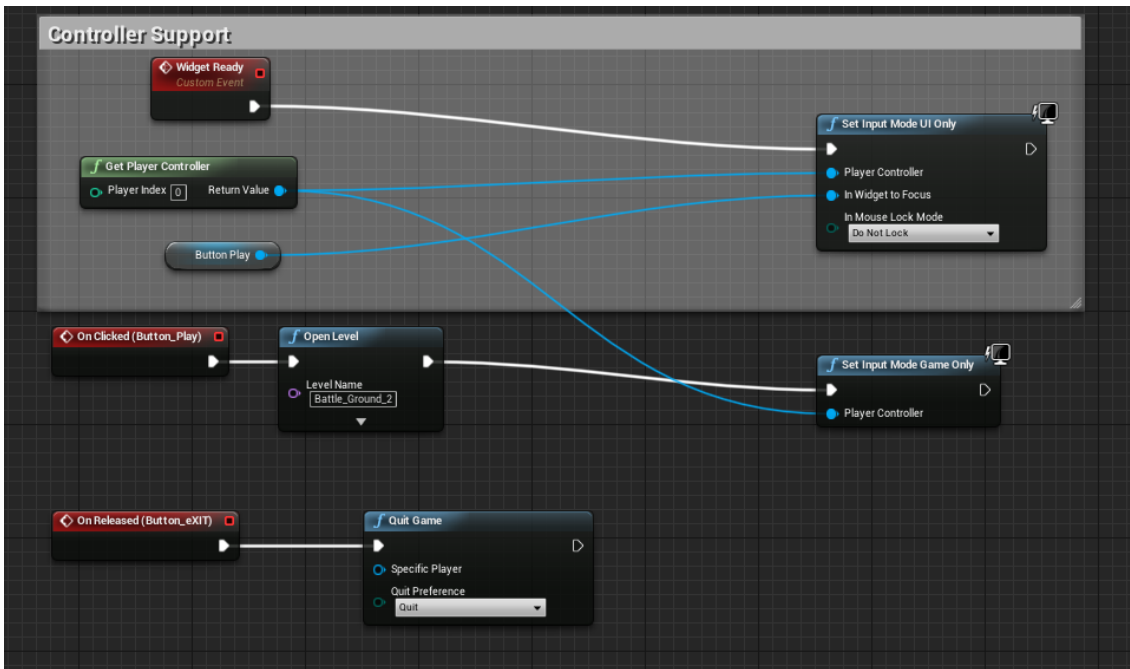 Controller Support
Widget Ready
Custom Event
Set Input Mode UI Only
Get Player Controller
Player Index 0 Return Value
Player Controller
In Widget to Focus
In Mouse Lock Mode
Do Not Lock
Button Play
On Clicked (Button_Play)
Open Level
Level Name
Battle_Ground_2
Set Input Mode Game Only
Player Controller
On Released (Button_eXIT)
Quit Game
Specific Player
Quit Preference
Quit